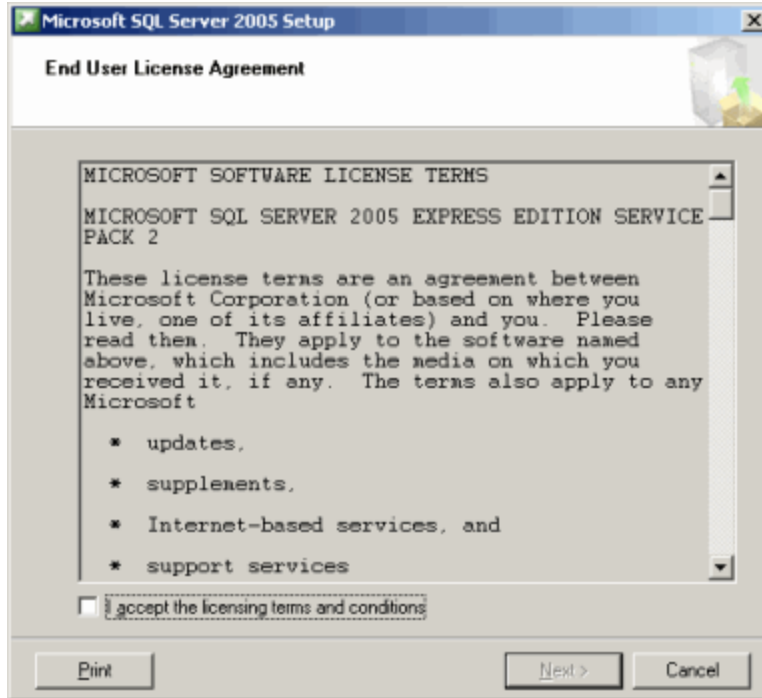 Microsoft SQL Server 2005 Setup
End User License Agreement
MICROSOFT SOFTWARE LICENSE TERMS
MICROSOFT SQL SERVER 2005 EXPRESS EDITION SERVICE
PACK 2
These license terms are an agreement between
Microsoft Corporation (or based on where you
live, one of its affiliates) and you.  Please
read them.  They apply to the software named
above, which includes the media on which you
received it, if any.  The terms also apply to any
Microsoft
* updates,
* supplements,
* Internet-based services, and
* support services
I accept the licensing terms and conditions
Print
Next >
Cancel